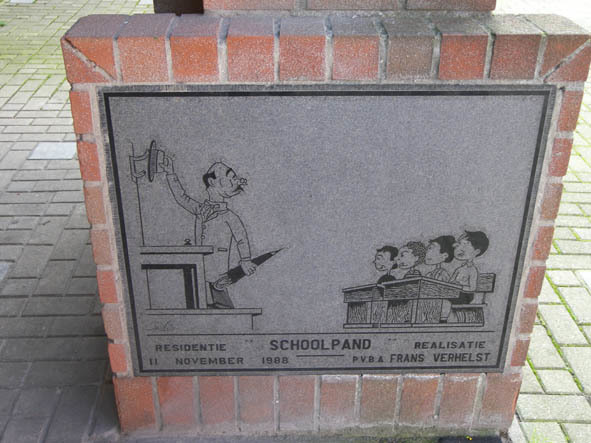 RESIDENTIE " SCHOOLPAND " REALISATIE
11 NOVEMBER 1988 P.V.B.A FRANS VERHELST